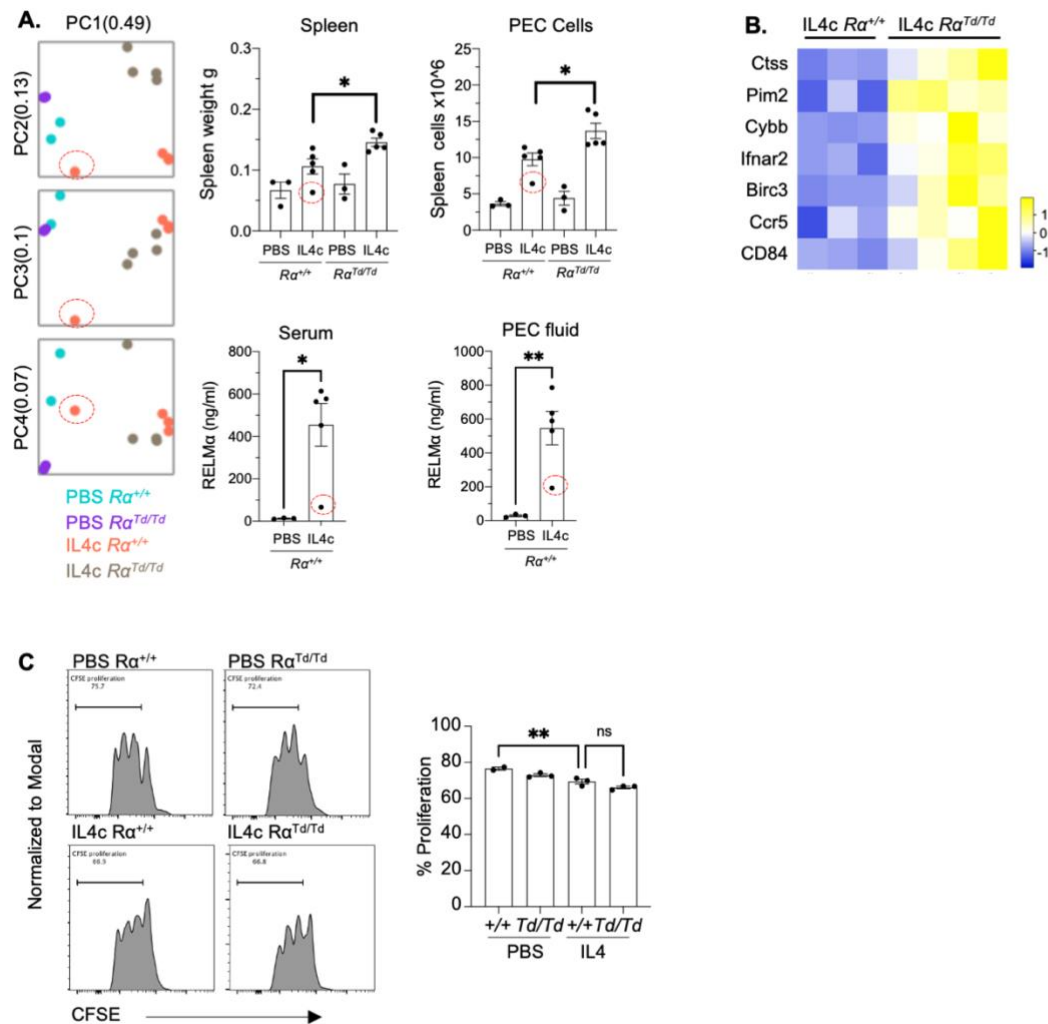 A.
PC1(0.49)
PC2(0.13)
PC3(0.1)
PC4(0.07)
PBS Rα+/+
PBS RαTd/Td
IL4c Rα+/+
IL4c RαTd/Td
Spleen
Spleen weight g
0.3
0.2
0.1
0.0
*
PBS IL4c PBS IL4c
Rα+/+ RαTd/Td
PEC Cells
Spleen cells x10^6
25
20
15
10
5
0
*
PBS IL4c PBS IL4c
Rα+/+ RαTd/Td
Serum
RELMα (ng/ml)
800
600
400
200
0
*
PBS IL4c
Rα+/+
PEC fluid
RELMα (ng/ml)
1000
800
600
400
200
0
**
PBS IL4c
Rα+/+
B.
IL4c Rα+/+ IL4c RαTd/Td
Ctss
Pim2
Cybb
Ifnar2
Birc3
Ccr5
CD84
1
0
-1
C
PBS Rα+/+
CFSE proliferation
75.7
PBS RαTd/Td
CFSE proliferation
72.4
IL4c Rα+/+
CFSE proliferation
IL4c RαTd/Td
CFSE proliferation
66.8
Normalized to Modal
CFSE
% Proliferation
100
80
60
40
20
0
**
ns
+/+ Td/Td +/+ Td/Td
PBS IL4